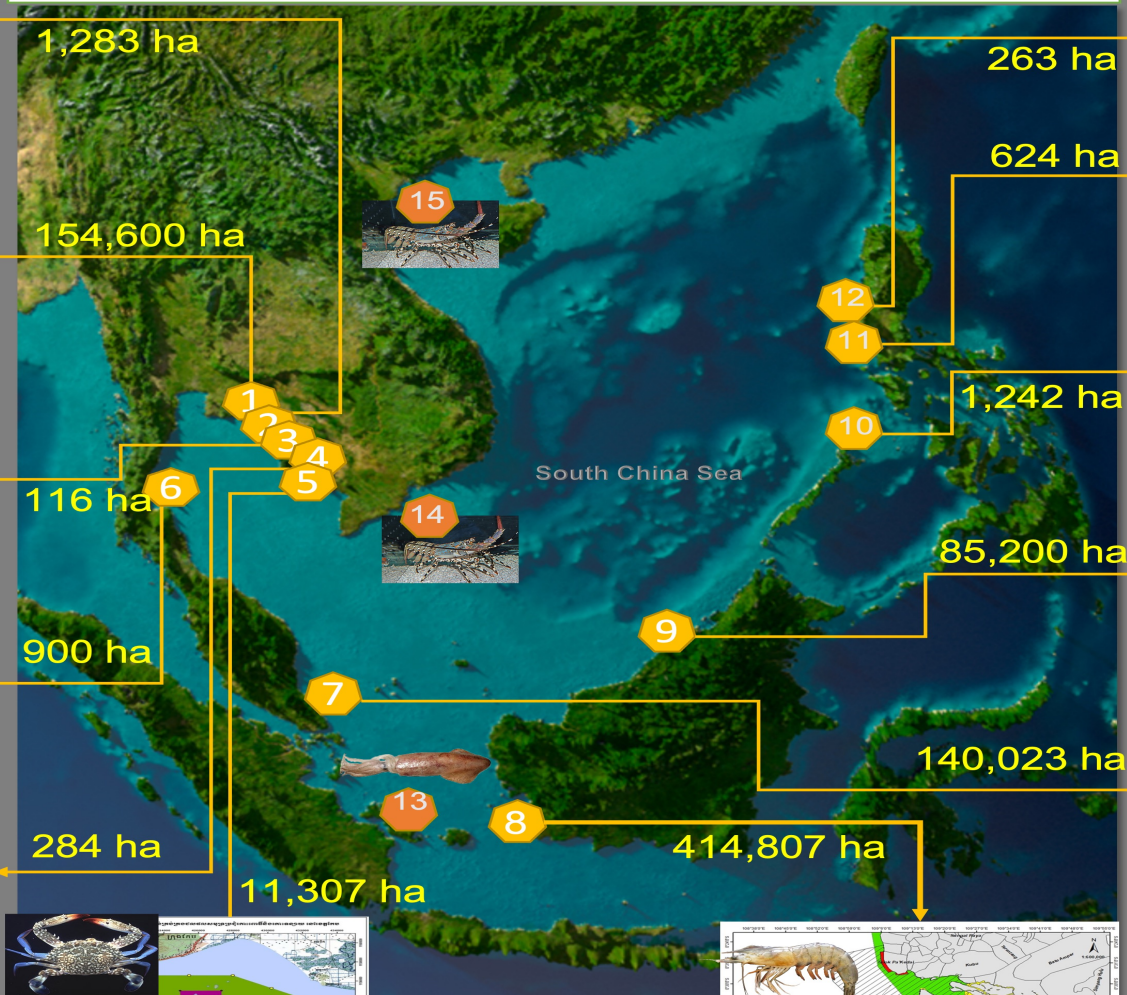 1,283 ha
263 ha
624 ha
15
154,600 ha
12
11
1
2
3
4
5
6
10
1,242 ha
South China Sea
116 ha
14
85,200 ha
9
900 ha
7
140,023 ha
13
8
284 ha
414,807 ha
11,307 ha
N